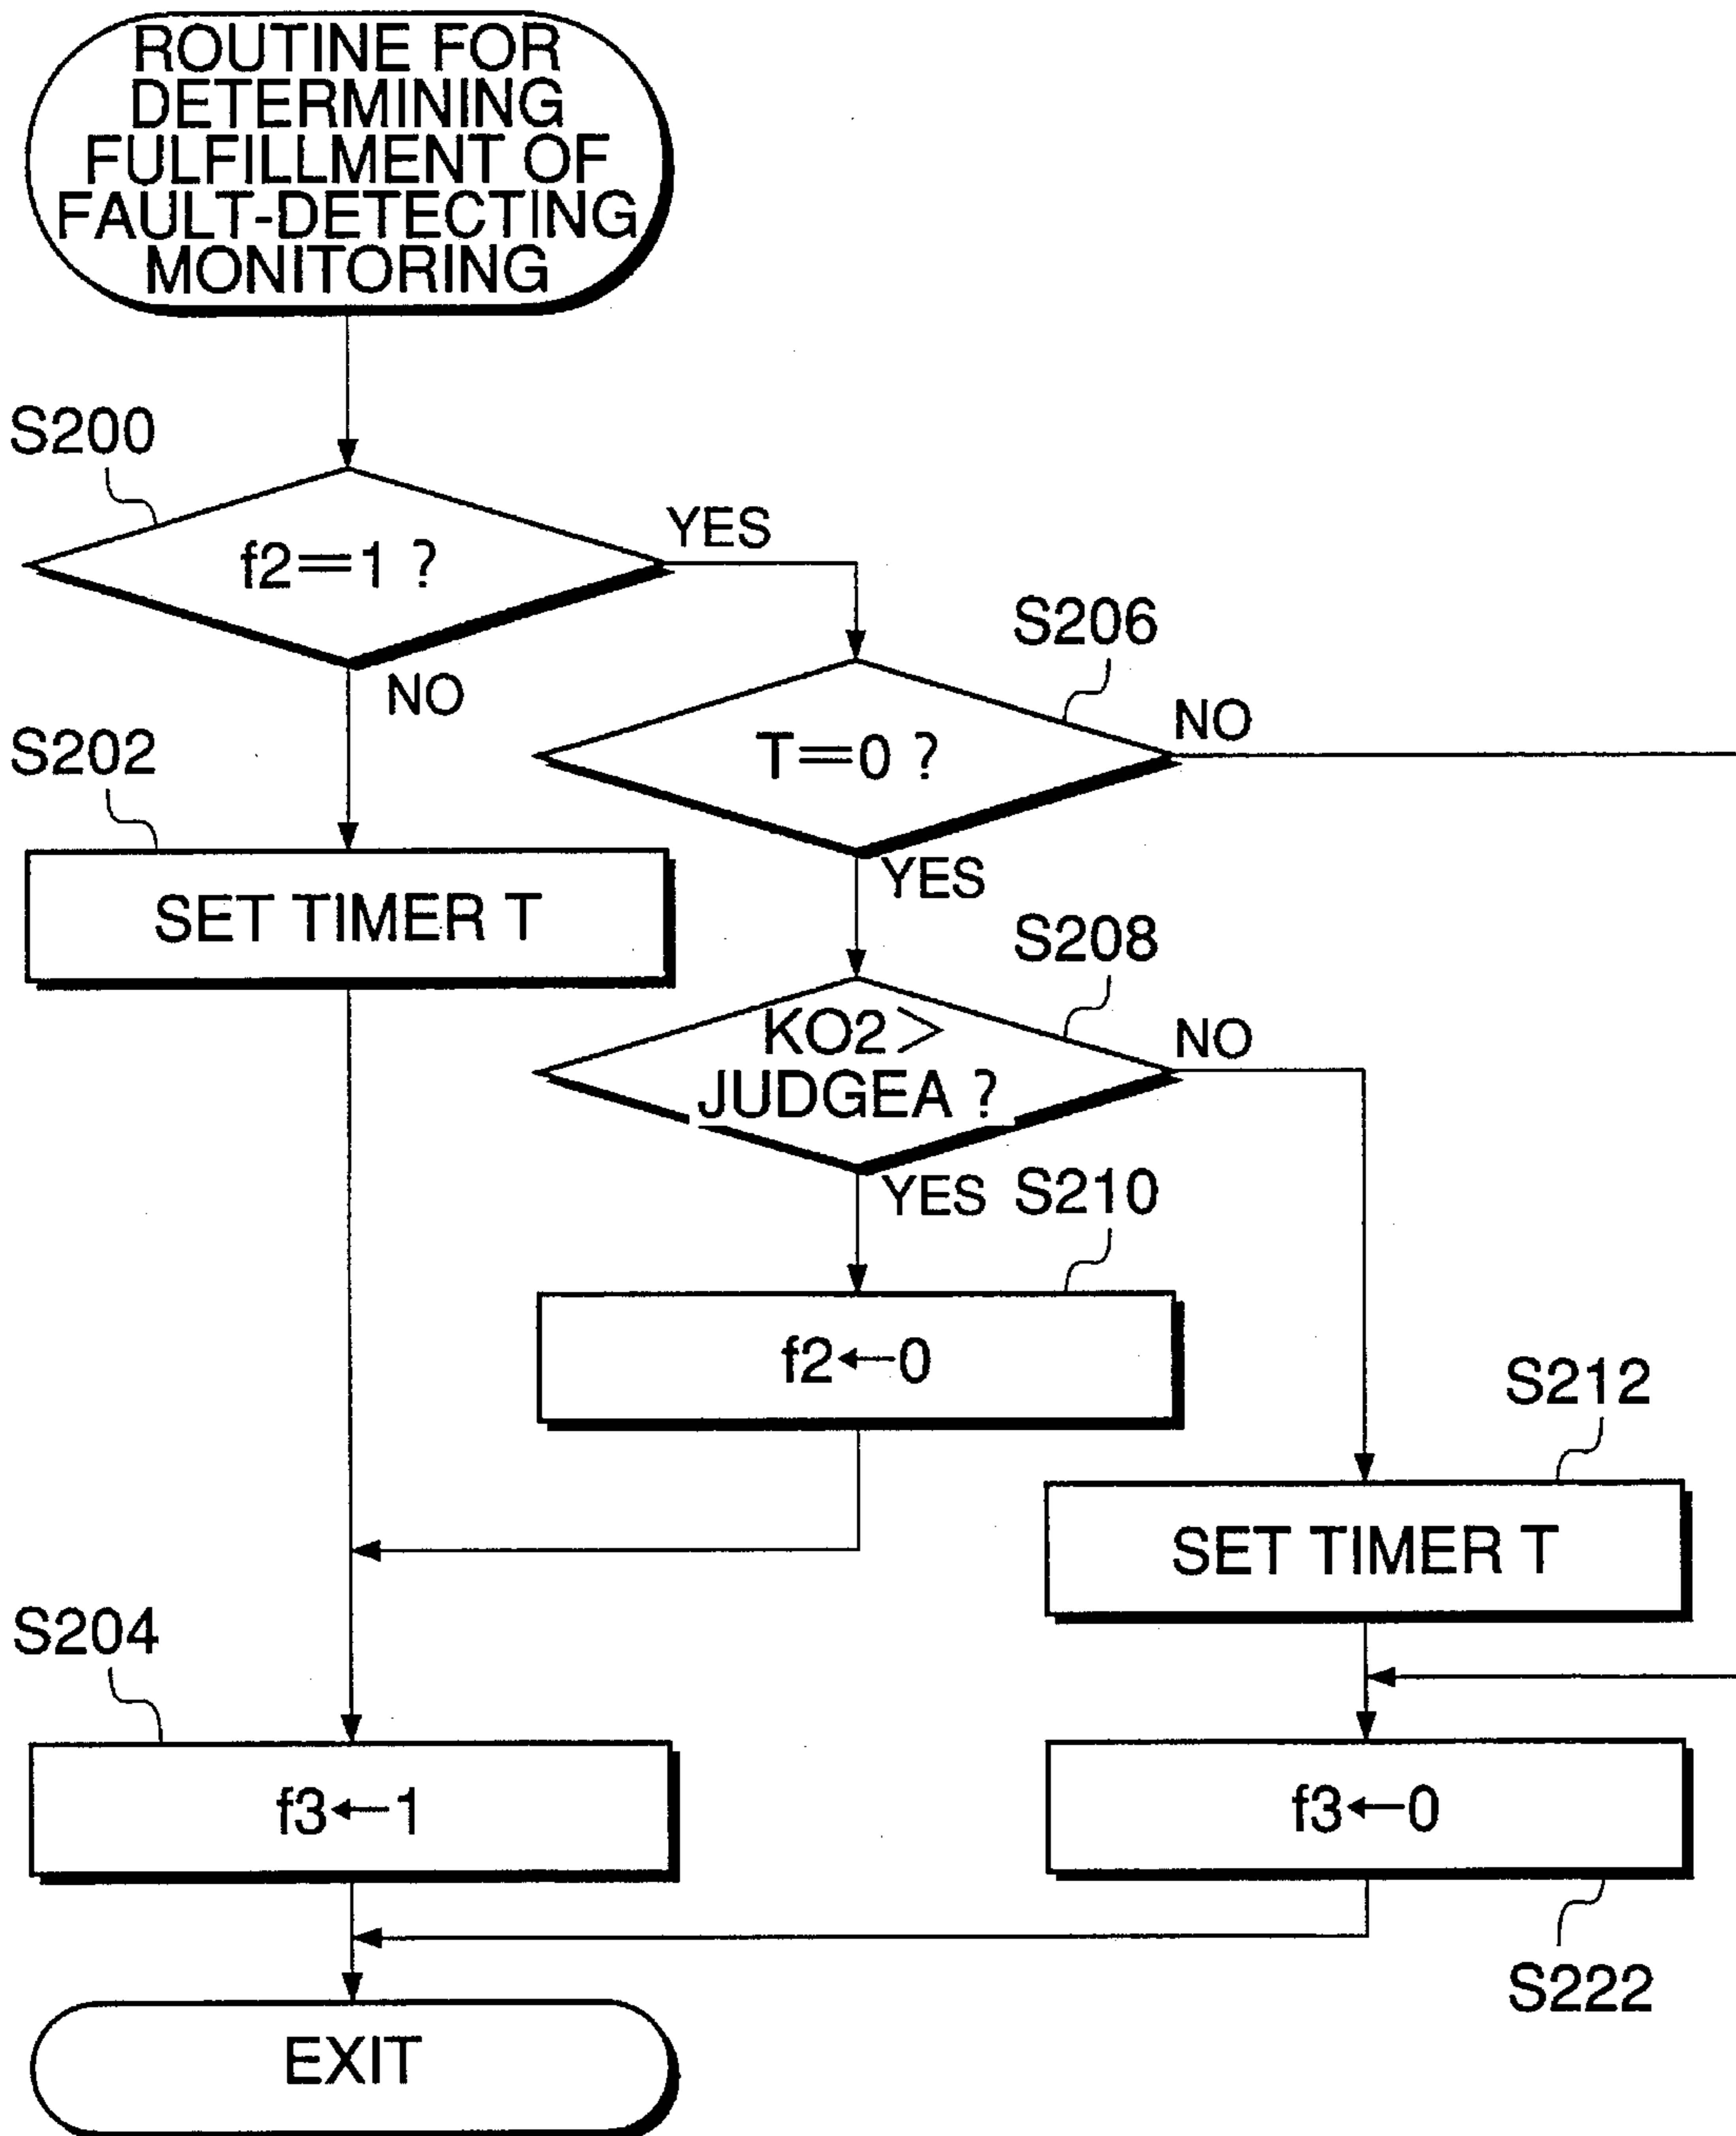 ROUTINE FOR
DETERMINING
FULFILLMENT OF
FAULT-DETECTING
MONITORING
S200
f2=1 ?
YES
NO
S206
T=0 ?
NO
YES
S202
SET TIMER T
S208
KO2>
JUDGEA ?
NO
YES
S210
f2←0
S212
SET TIMER T
S204
f3←1
f3←0
S222
EXIT